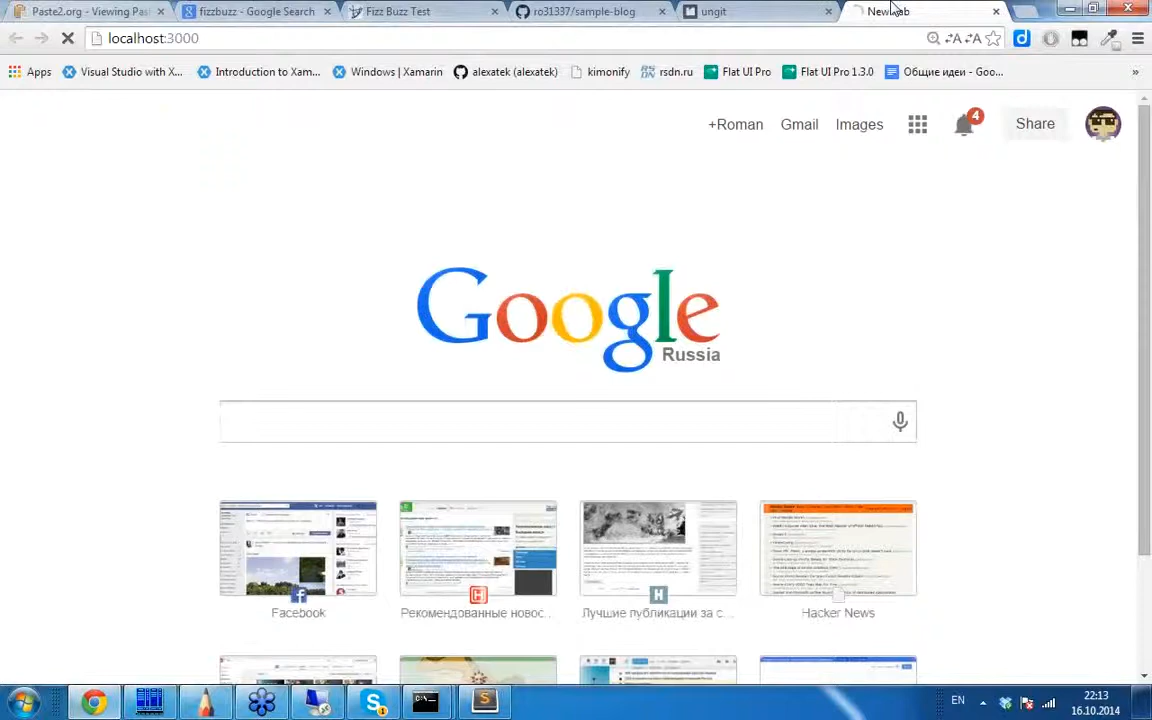 Paste2.org - Viewing Pas
fizzbuzz - Google Search
Fizz Buzz Test
ro31337/sample-blog
ungit
New Tab
localhost:3000
Apps
Visual Studio with X...
Introduction to Xam...
Windows | Xamarin
alexatek (alexatek)
kimonify
rsdn.ru
Flat UI Pro
Flat UI Pro 1.3.0
Общие идеи - Goo...
»
+Roman
Gmail
Images
4
Share
Google
Russia
Facebook
Рекомендованные новос...
Лучшие публикации за с...
Hacker News
EN
22:13
16.10.2014